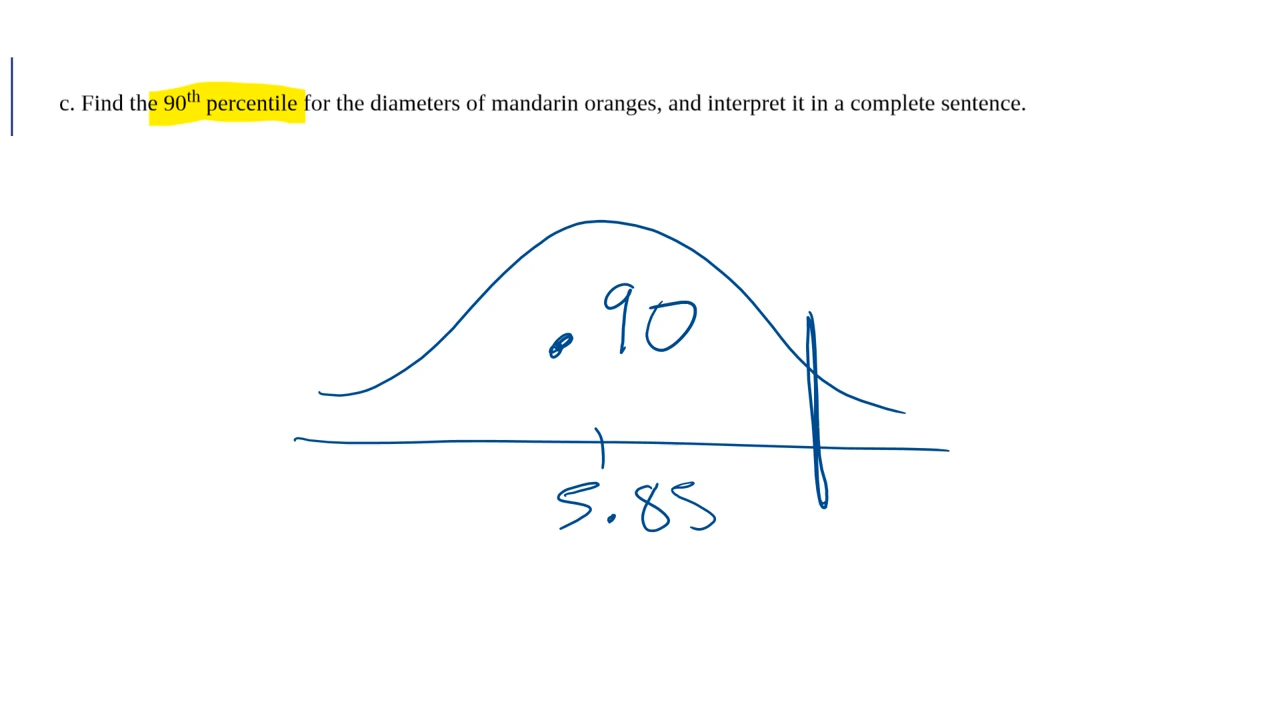 c. Find the 90th percentile for the diameters of mandarin oranges, and interpret it in a complete sentence.
.90
5.85